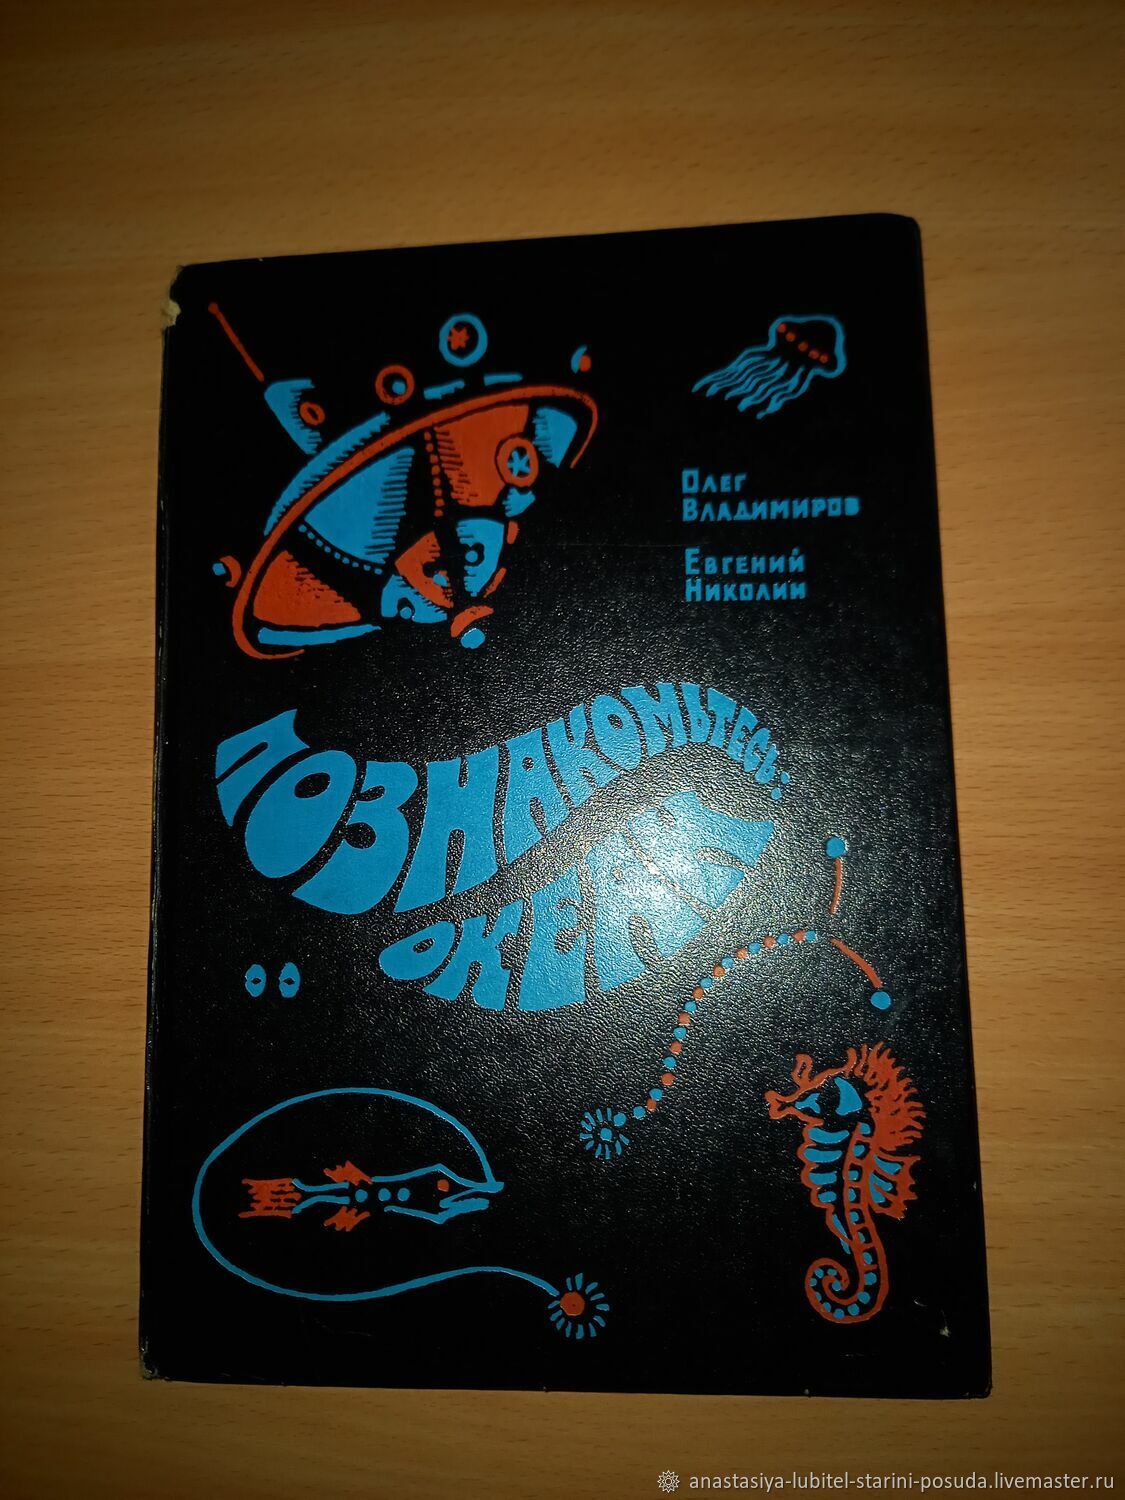 Олег
Владимиров
Евгений
Николин
Познакомьтесь:
океан
anastasiya-lubitel-starini-posuda.livemaster.ru